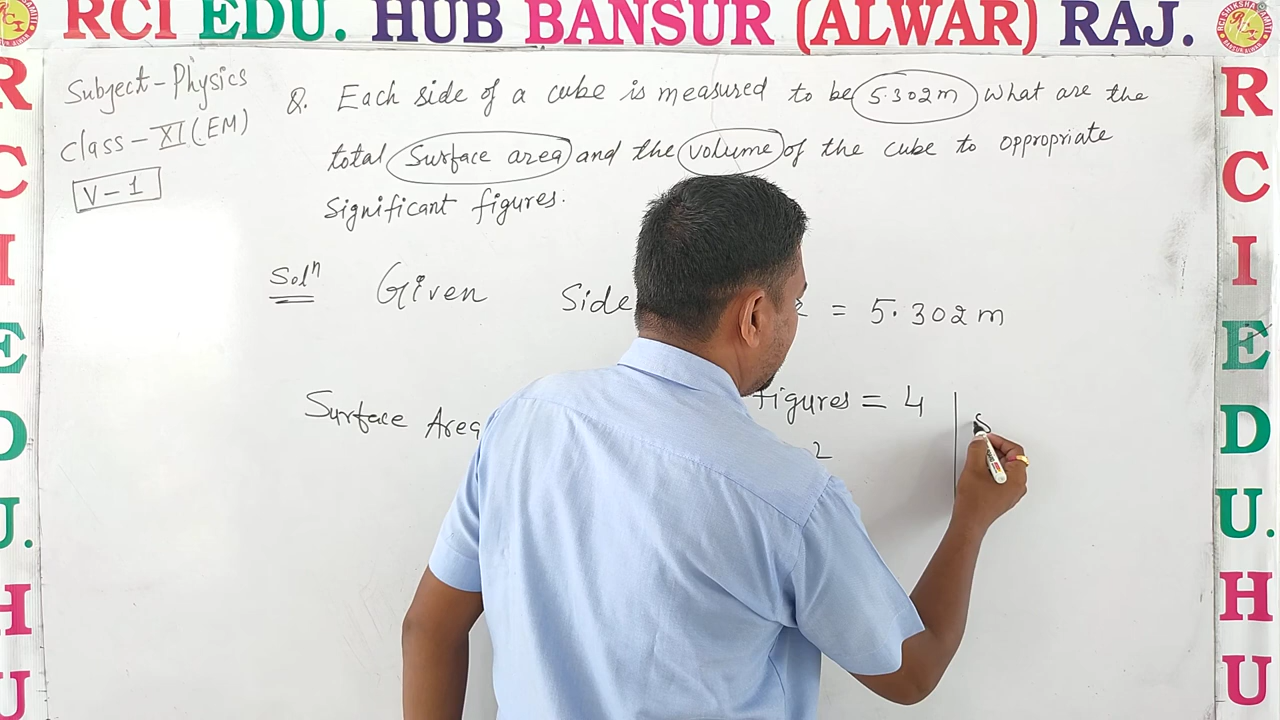 RCI EDU. HUB BANSUR (ALWAR) RAJ.
Subject - Physics
Class - XI (EM)
V-1
Q. Each side of a cube is measured to be 5.302m What are the
total Surface area and the volume of the cube to oppropriate
significant figures.
Solⁿ Given Side = 5.302m
figures = 4
Surface Area
2
R
C
I
E
D
U.
H
U
R
C
I
E
D
U.
H
U